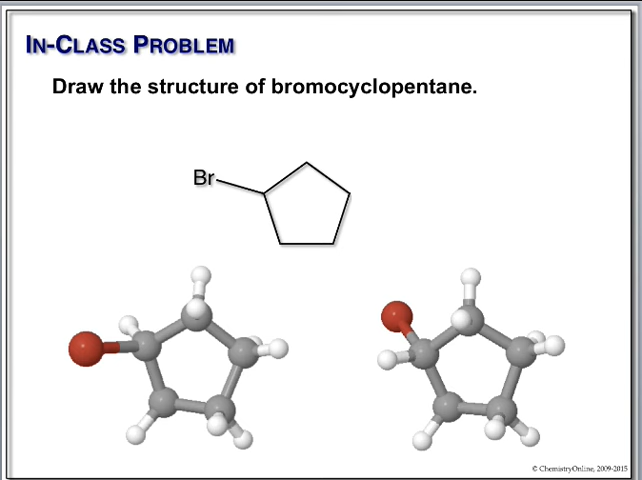 IN-CLASS PROBLEM
Draw the structure of bromocyclopentane.
Br
© ChemistryOnline, 2009-2015